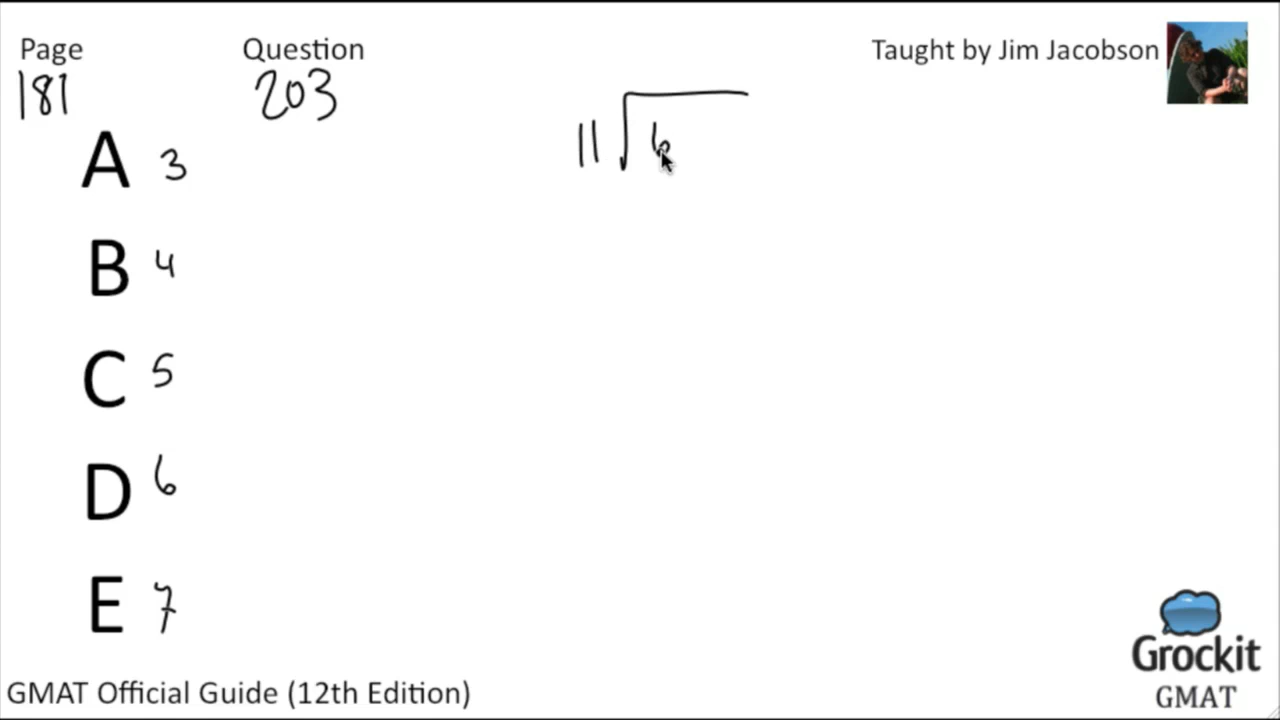 Page Question Taught by Jim Jacobson
181 203
11 6
A 3
B 4
C 5
D 6
E 7
Grockit
GMAT
GMAT Official Guide (12th Edition)